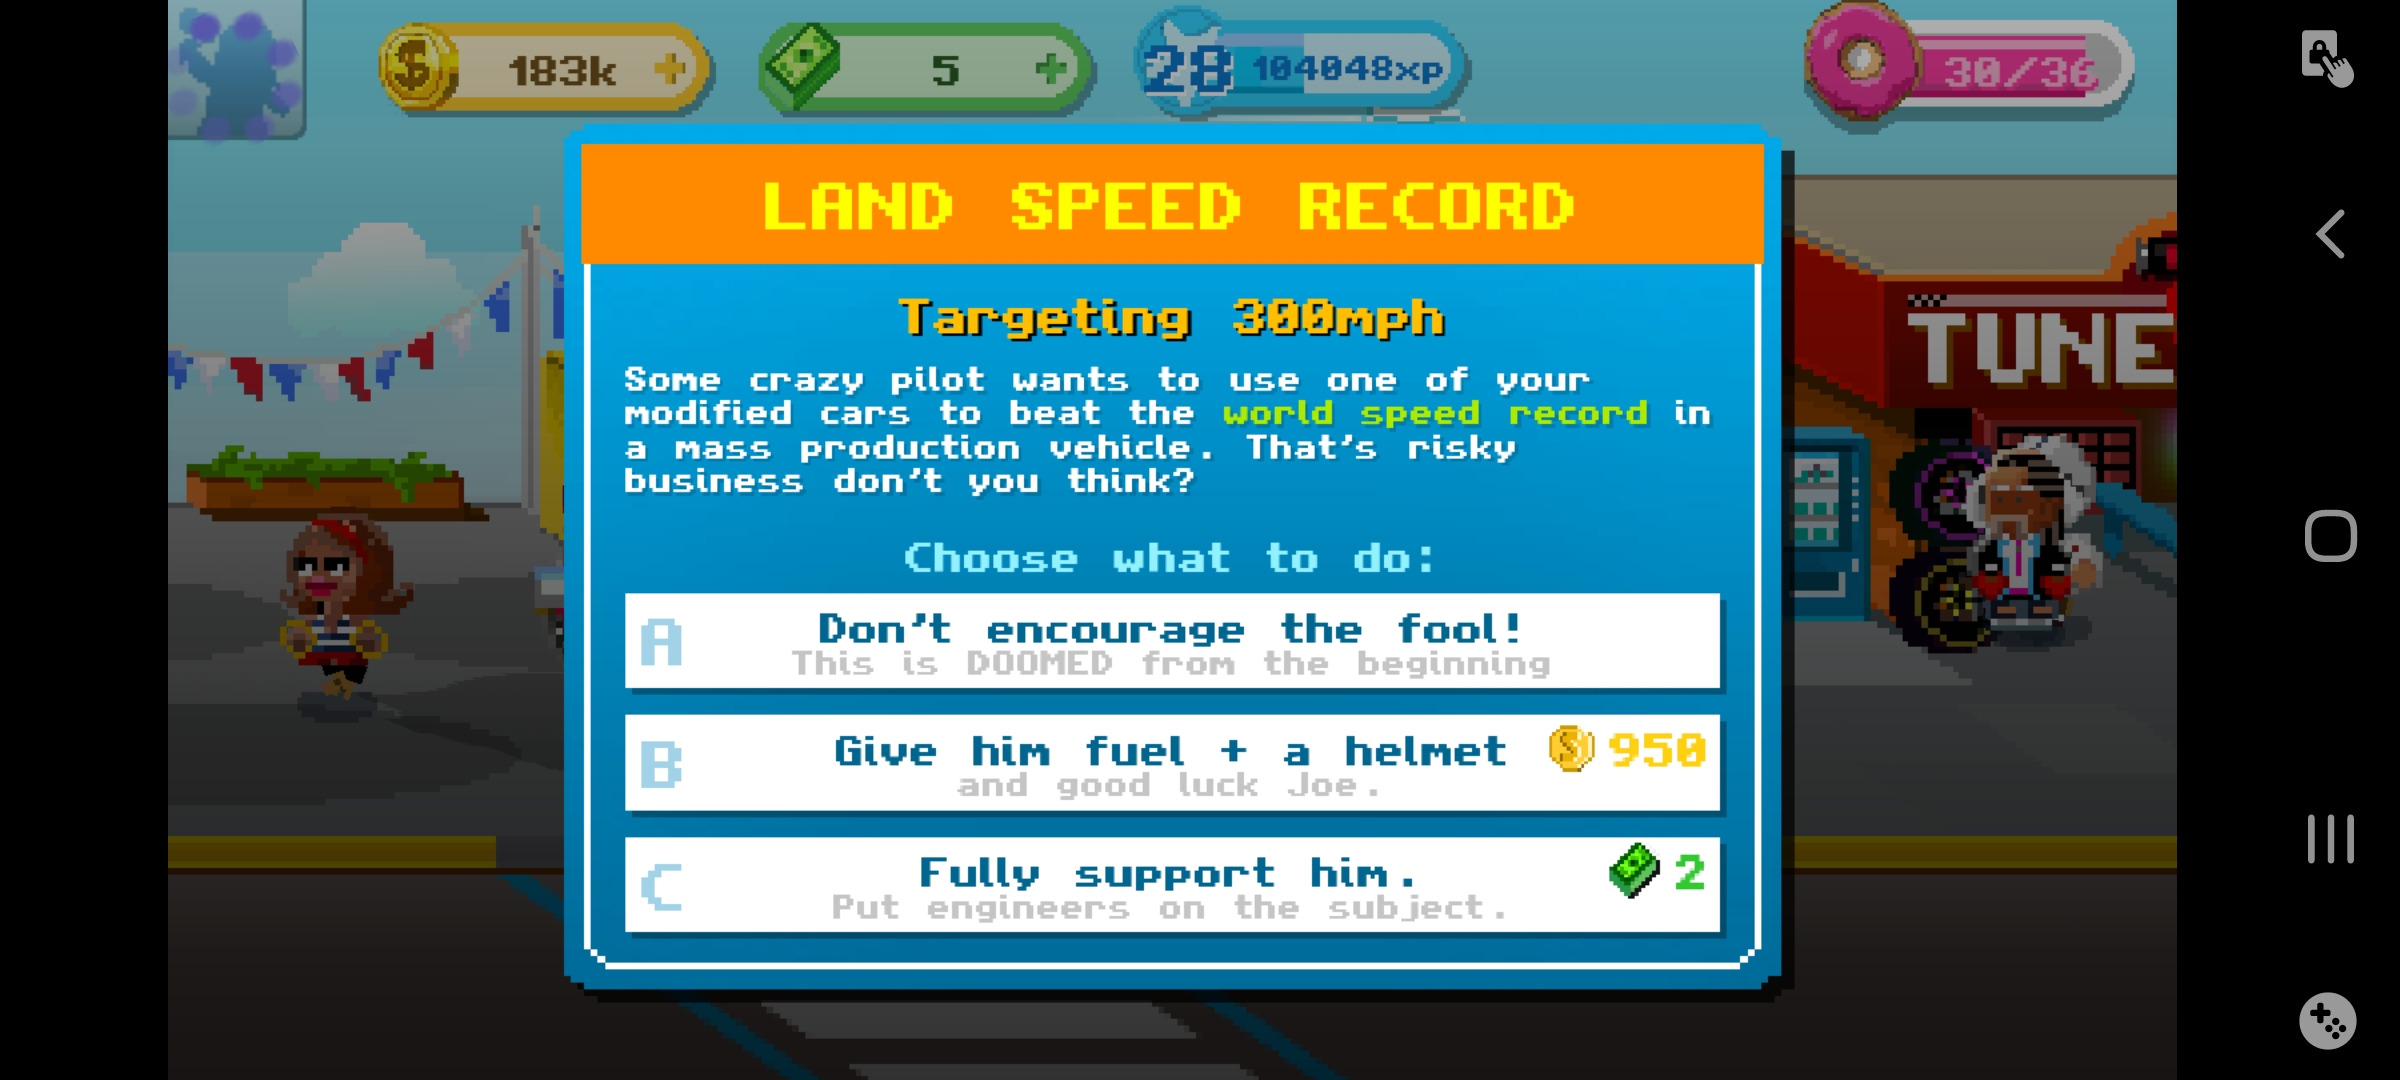 183k +
5 +
28 104048xp
30/36
LAND SPEED RECORD
Targeting 300mph
Some crazy pilot wants to use one of your
modified cars to beat the world speed record in
a mass production vehicle. That's risky
business don't you think?
Choose what to do:
A Don't encourage the fool!
This is DOOMED from the beginning
B Give him fuel + a helmet 950
and good luck Joe.
C Fully support him. 2
Put engineers on the subject.
TUNE